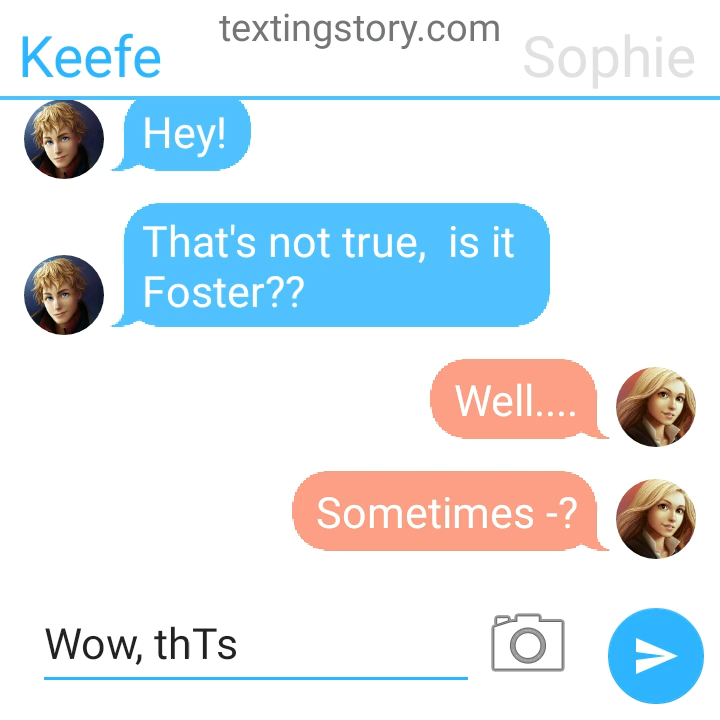 textingstory.com
Keefe
Sophie
Hey!
That's not true,  is it
Foster??
Well....
Sometimes -?
Wow, thTs